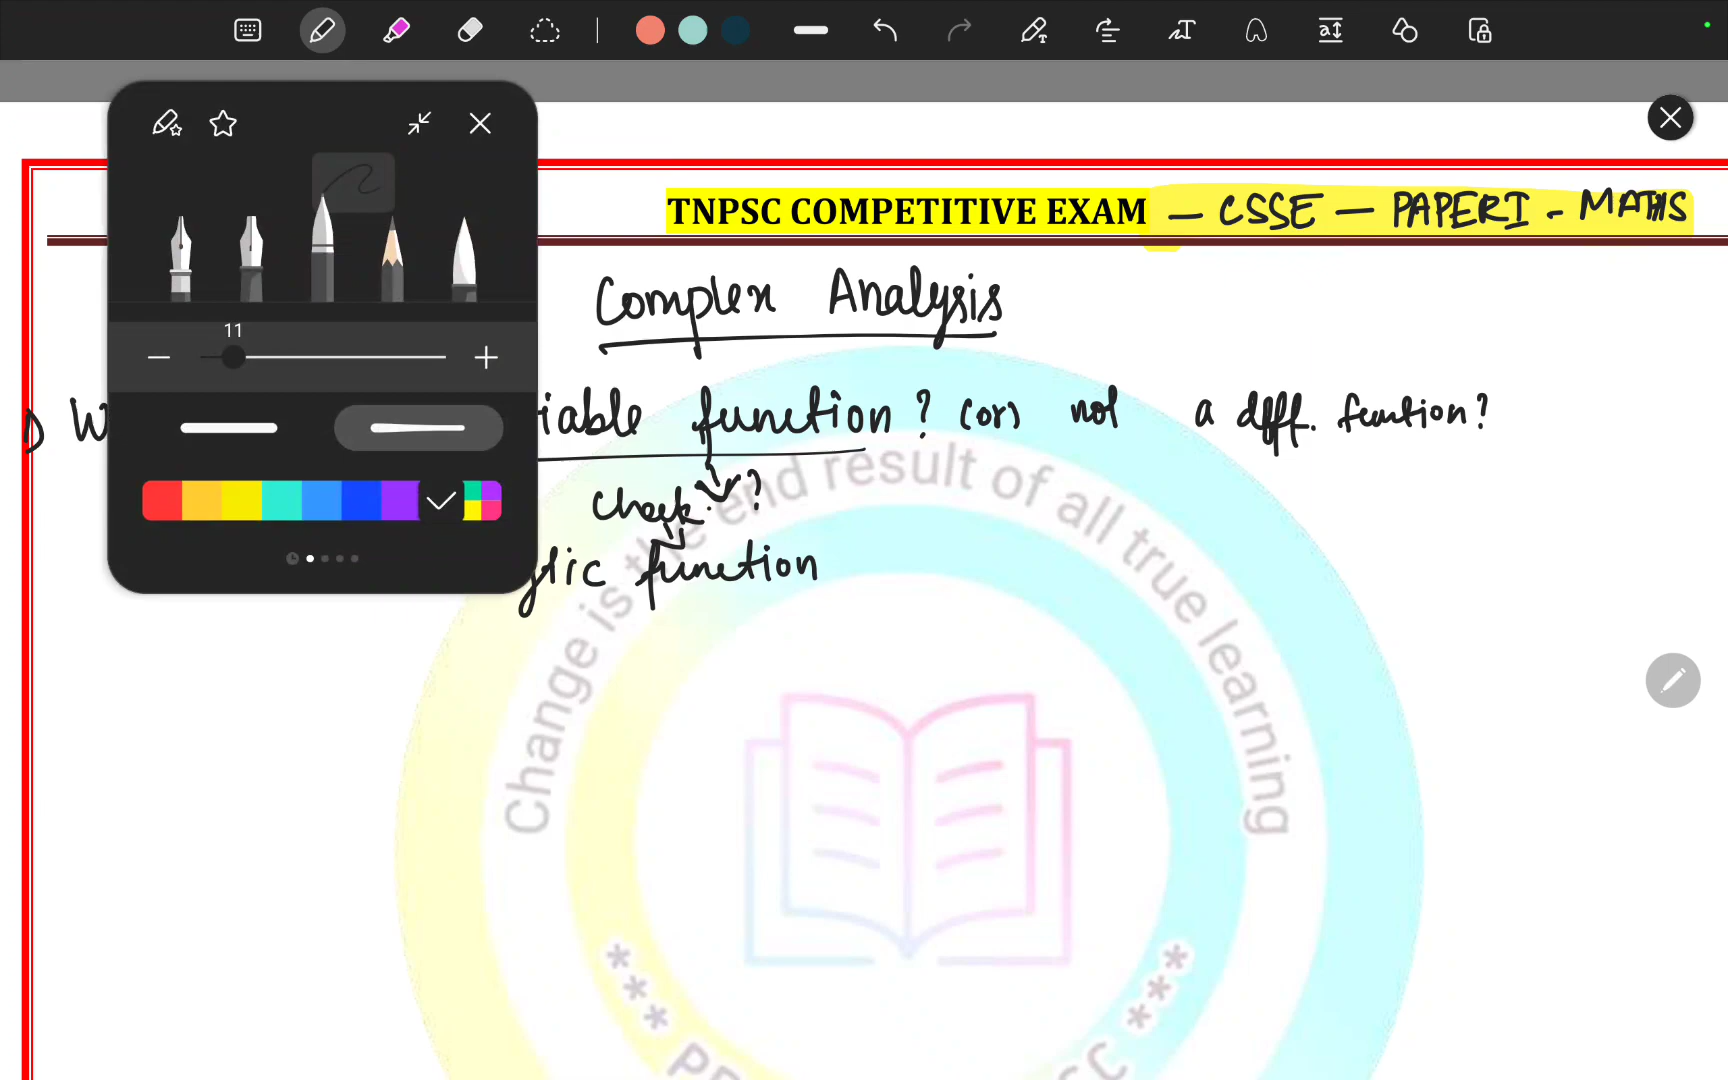 TNPSC COMPETITIVE EXAM — CSSE — PAPER I - MATHS
11
Complex Analysis
iable function? (or) not a diff. function?
Check ?
function
Change is the end result of all true learning